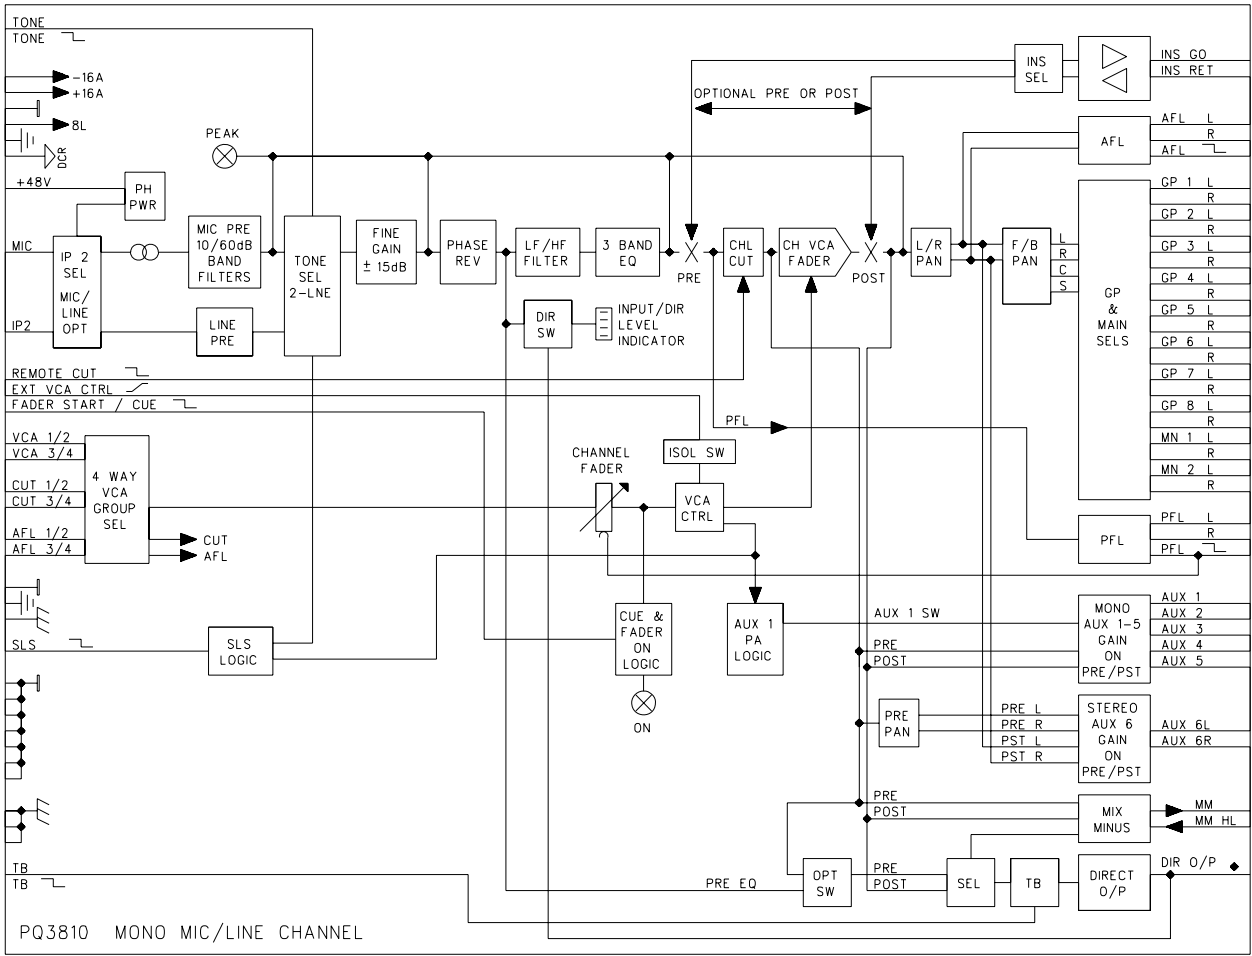 TONE
TONE
-16A
+16A
8L
DCR
+48V
PH
PWR
MIC
IP2
IP 2
SEL
MIC/
LINE
OPT
PEAK
MIC PRE
10/60dB
BAND
FILTERS
LINE
PRE
TONE
SEL
2-LNE
FINE
GAIN
± 15dB
PHASE
REV
LF/HF
FILTER
3 BAND
EQ
PRE
CHL
CUT
CH VCA
FADER
POST
L/R
PAN
F/B
PAN
L
R
C
S
OPTIONAL PRE OR POST
INS
SEL
INS GO
INS RET
AFL
AFL L
R
AFL
GP
&
MAIN
SELS
GP 1 L
R
GP 2 L
R
GP 3 L
R
GP 4 L
R
GP 5 L
R
GP 6 L
R
GP 7 L
R
GP 8 L
R
MN 1 L
R
MN 2 L
R
DIR
SW
INPUT/DIR
LEVEL
INDICATOR
REMOTE CUT
EXT VCA CTRL
FADER START / CUE
VCA 1/2
VCA 3/4
CUT 1/2
CUT 3/4
AFL 1/2
AFL 3/4
4 WAY
VCA
GROUP
SEL
CUT
AFL
CHANNEL
FADER
ISOL SW
VCA
CTRL
PFL
PFL
PFL L
R
PFL
SLS
SLS
LOGIC
CUE &
FADER
ON
LOGIC
ON
AUX 1
PA
LOGIC
AUX 1 SW
PRE
POST
MONO
AUX 1-5
GAIN
ON
PRE/PST
AUX 1
AUX 2
AUX 3
AUX 4
AUX 5
PRE
PAN
PRE L
PRE R
PST L
PST R
STEREO
AUX 6
GAIN
ON
PRE/PST
AUX 6L
AUX 6R
PRE
POST
MIX
MINUS
MM
MM HL
TB
TB
PRE EQ
OPT
SW
PRE
POST
SEL
TB
DIRECT
O/P
DIR O/P
PQ3810 MONO MIC/LINE CHANNEL